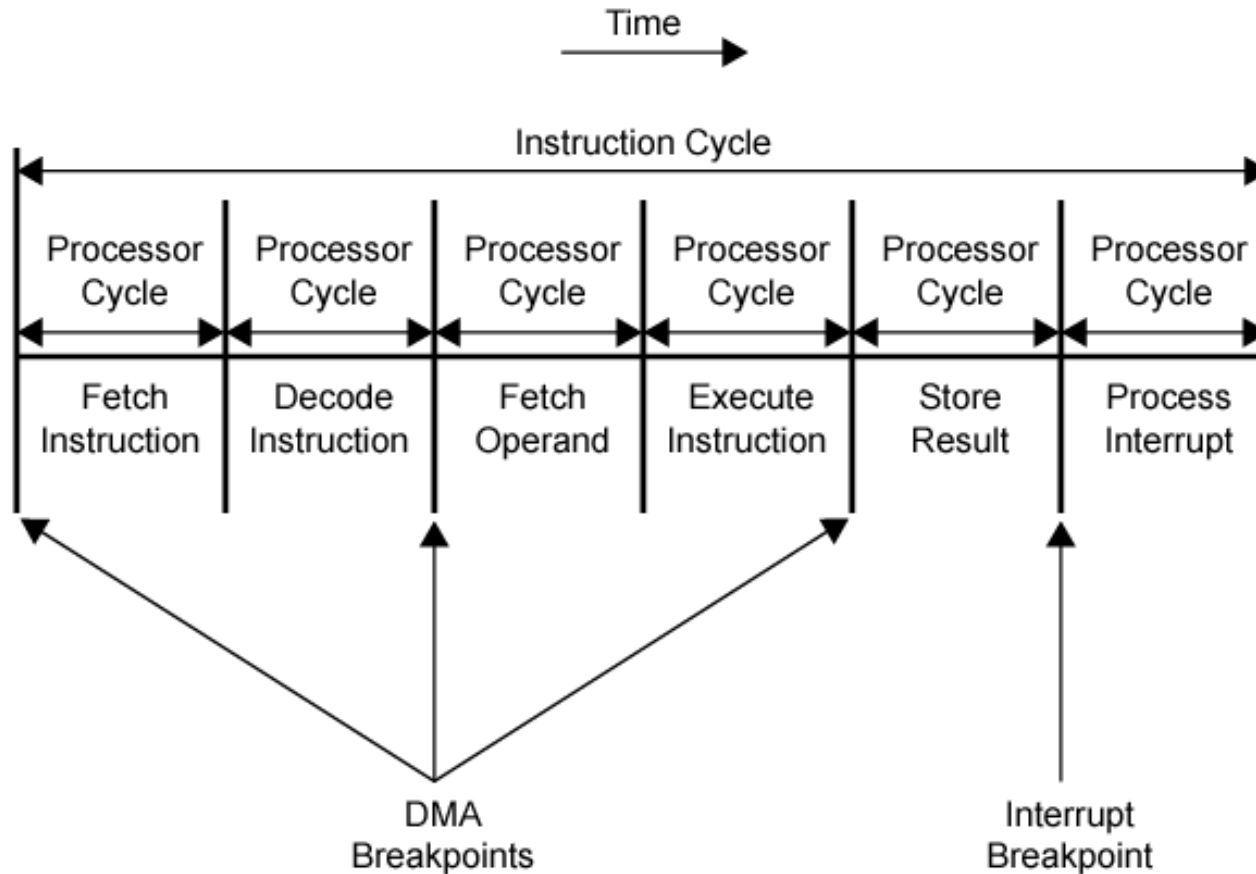 Time
Instruction Cycle
Processor Cycle
Processor Cycle
Processor Cycle
Processor Cycle
Processor Cycle
Processor Cycle
Fetch Instruction
Decode Instruction
Fetch Operand
Execute Instruction
Store Result
Process Interrupt
DMA
Breakpoints
Interrupt
Breakpoint